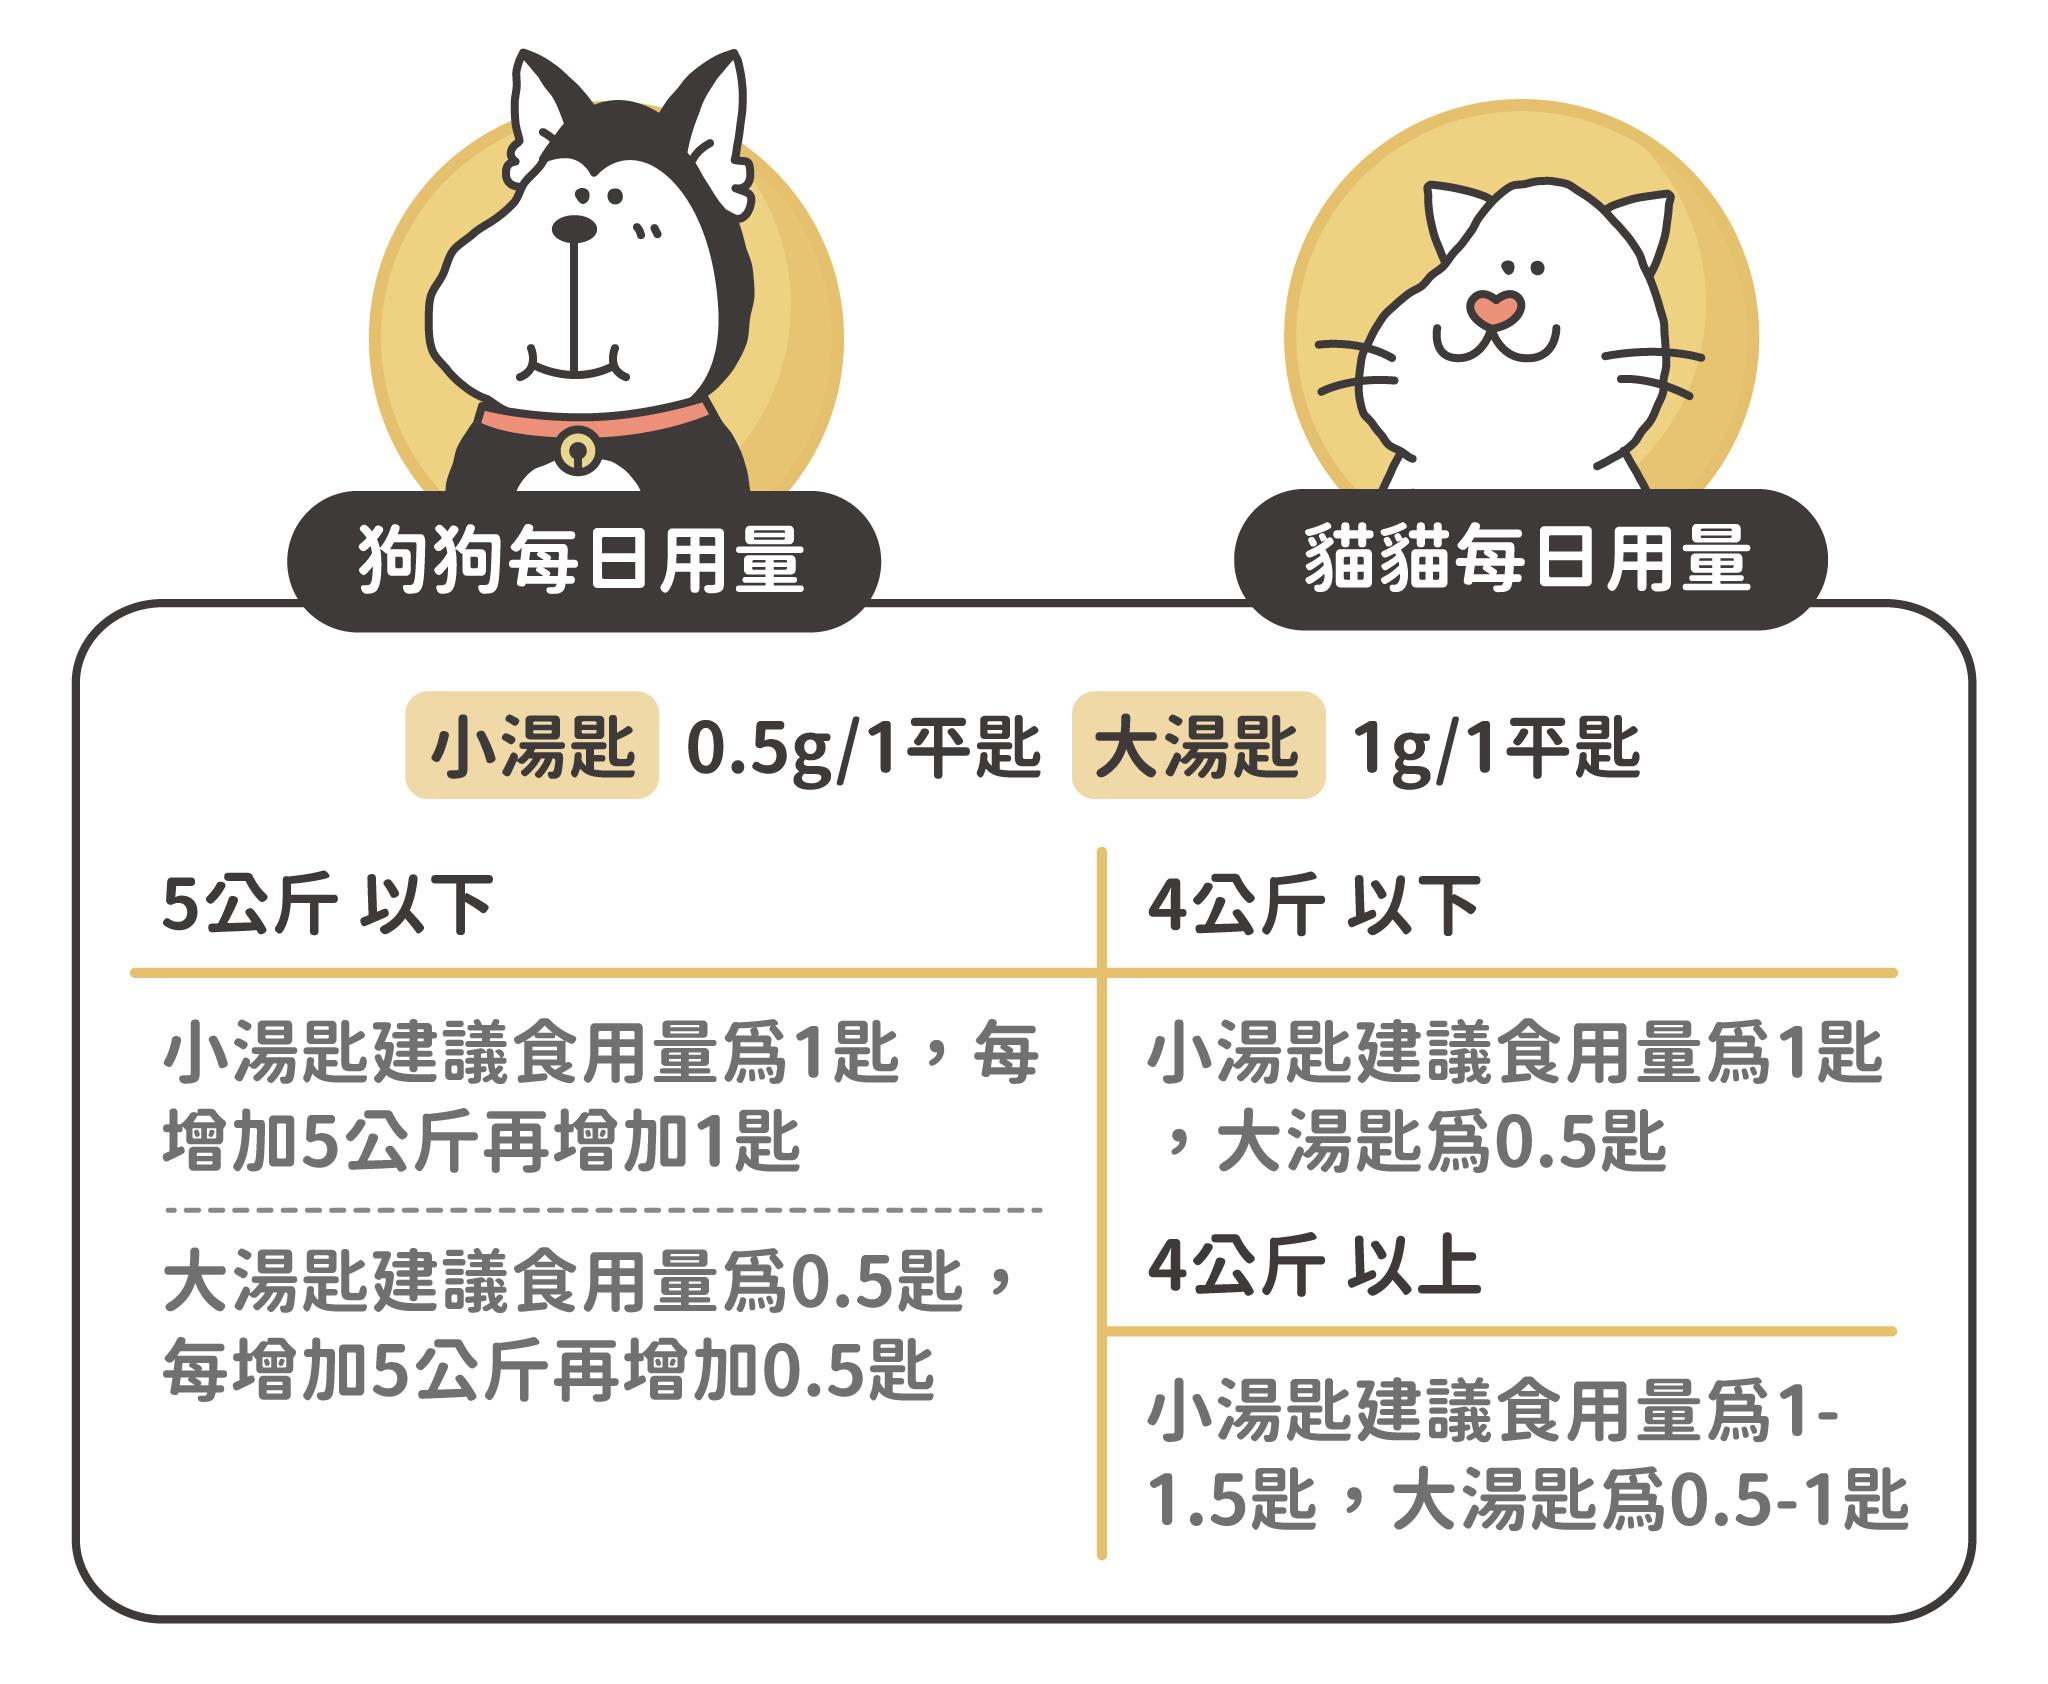 狗狗每日用量
貓貓每日用量
小湯匙 0.5g/1平匙 大湯匙 1g/1平匙
5公斤 以下
小湯匙建議食用量爲1匙，每
增加5公斤再增加1匙
大湯匙建議食用量爲0.5匙，
每增加5公斤再增加0.5匙
4公斤 以下
小湯匙建議食用量爲1匙
，大湯匙爲0.5匙
4公斤 以上
小湯匙建議食用量爲1-
1.5匙，大湯匙爲0.5-1匙